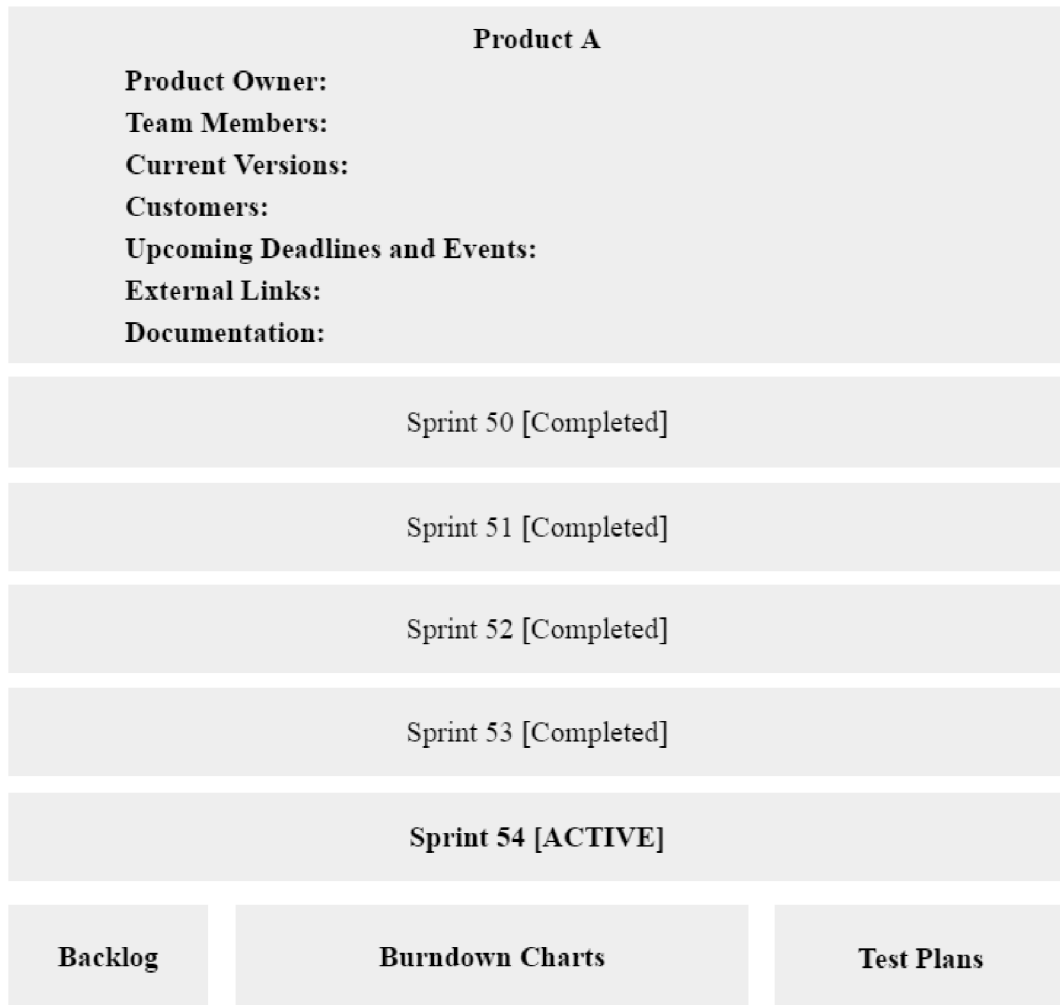 Product A
Product Owner:
Team Members:
Current Versions:
Customers:
Upcoming Deadlines and Events:
External Links:
Documentation:
Sprint 50 [Completed]
Sprint 51 [Completed]
Sprint 52 [Completed]
Sprint 53 [Completed]
Sprint 54 [ACTIVE]
Backlog
Burndown Charts
Test Plans